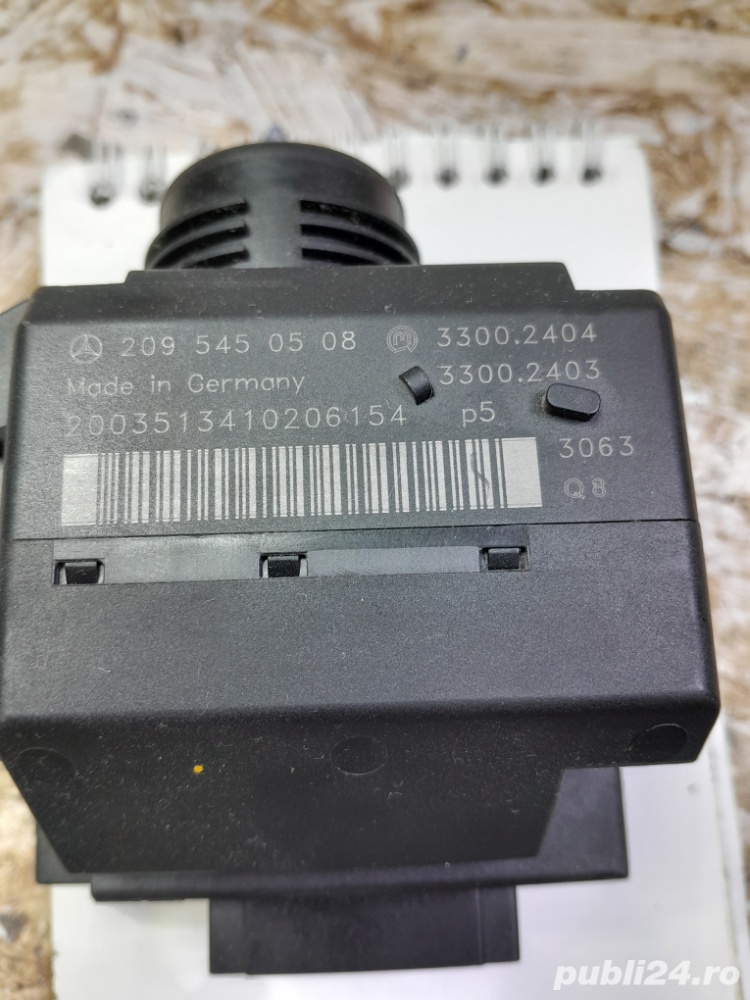 209 545 05 08 3300.2404
Made in Germany 3300.2403
2003513410206154 p5
3063
Q8
publi24.ro